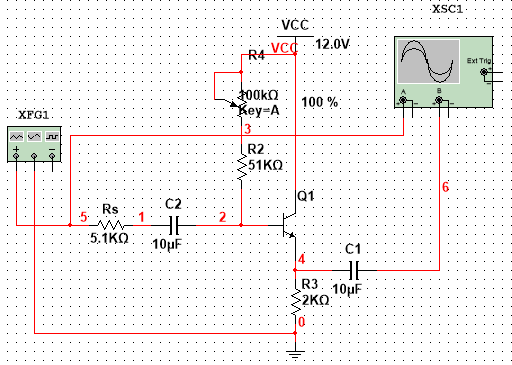 XSC1
VCC
R4
VCC
12.0V
Ext Trig
+
-
A
B
+
-
+
-
100kΩ
Key=A
100 %
XFG1
+
-
3
R2
51KΩ
6
Q1
5
Rs
1
C2
2
5.1KΩ
10µF
4
C1
R3
2KΩ
10µF
0